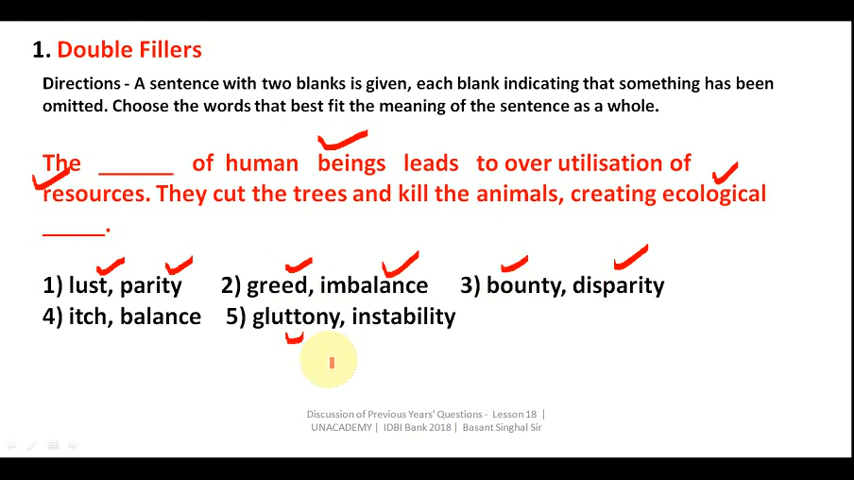 1. Double Fillers
Directions - A sentence with two blanks is given, each blank indicating that something has been
omitted. Choose the words that best fit the meaning of the sentence as a whole.
The ______ of human beings leads to over utilisation of
resources. They cut the trees and kill the animals, creating ecological
_____.
1) lust, parity 2) greed, imbalance 3) bounty, disparity
4) itch, balance 5) gluttony, instability
Discussion of Previous Years' Questions - Lesson 18 |
UNACADEMY | IDBI Bank 2018 | Basant Singhal Sir